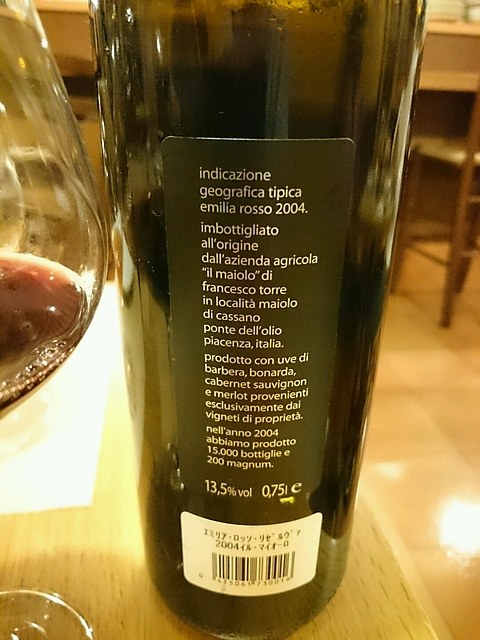 indicazione
geografica tipica
emilia rosso 2004.
imbottigliato
all'origine
dall'azienda agricola
"il maiolo" di
francesco torre
in località maiolo
di cassano
ponte dell'olio
piacenza, italia.
prodotto con uve di
barbera, bonarda,
cabernet sauvignon
e merlot provenienti
esclusivamente dai
vigneti di proprietà.
nell'anno 2004
abbiamo prodotto
15.000 bottiglie e
200 magnum.
13,5% vol 0,75l e
エミリア・ロッソ・リゼルヴァ
2004イル・マイオーロ